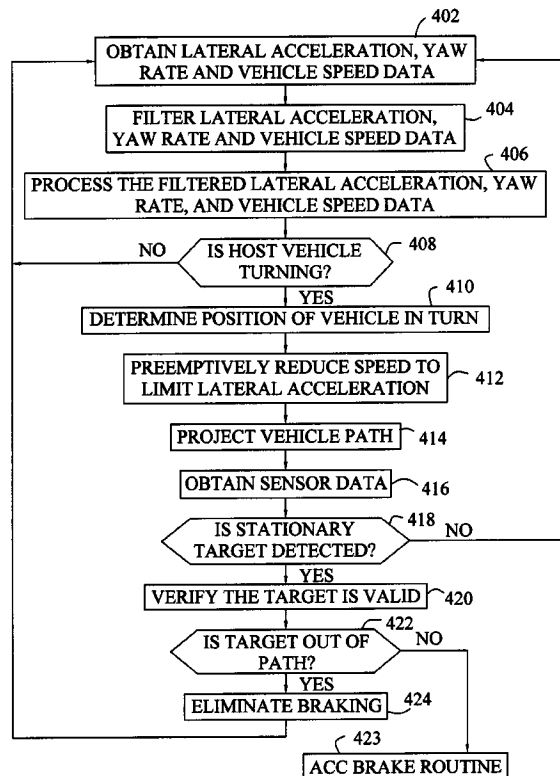 402
OBTAIN LATERAL ACCELERATION, YAW
RATE AND VEHICLE SPEED DATA
404
FILTER LATERAL ACCELERATION,
YAW RATE AND VEHICLE SPEED DATA
406
PROCESS THE FILTERED LATERAL ACCELERATION, YAW
RATE, AND VEHICLE SPEED DATA
408
NO
IS HOST VEHICLE
TURNING?
YES
410
DETERMINE POSITION OF VEHICLE IN TURN
PREEMPTIVELY REDUCE SPEED TO
LIMIT LATERAL ACCELERATION
412
PROJECT VEHICLE PATH
414
OBTAIN SENSOR DATA
416
418
IS STATIONARY
TARGET DETECTED?
NO
YES
VERIFY THE TARGET IS VALID
420
422
IS TARGET OUT OF
PATH?
NO
YES
ELIMINATE BRAKING
424
423
ACC BRAKE ROUTINE